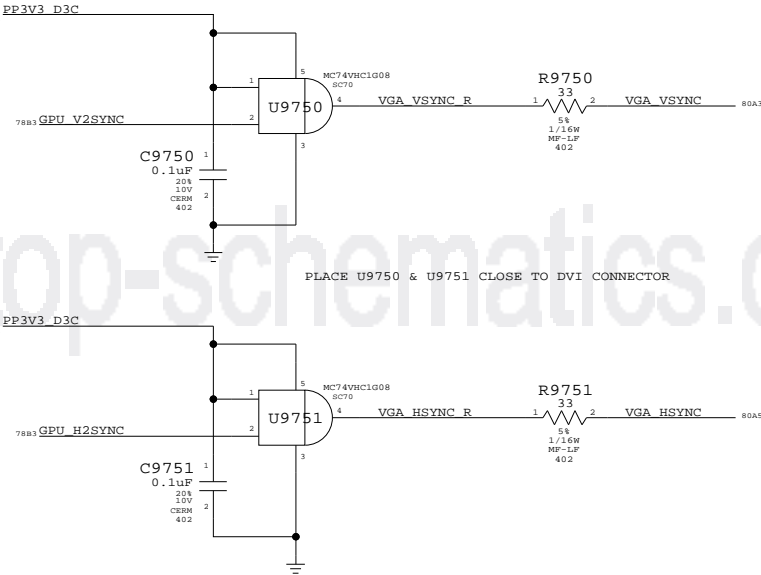 PP3V3_D3C
5
MC74VHC1G08
SC70
1
U9750
4
VGA_VSYNC_R
R9750
33
1
2
VGA_VSYNC
5%
1/16W
MF-LF
402
80A3
78B3 GPU_V2SYNC
2
3
C9750
1
0.1uF
20%
10V
CERM
402
2
top-schematics.c
PLACE U9750 & U9751 CLOSE TO DVI CONNECTOR
PP3V3_D3C
5
MC74VHC1G08
SC70
1
U9751
4
VGA_HSYNC_R
R9751
33
1
2
VGA_HSYNC
5%
1/16W
MF-LF
402
80A5
78B3 GPU_H2SYNC
2
3
C9751
1
0.1uF
20%
10V
CERM
402
2